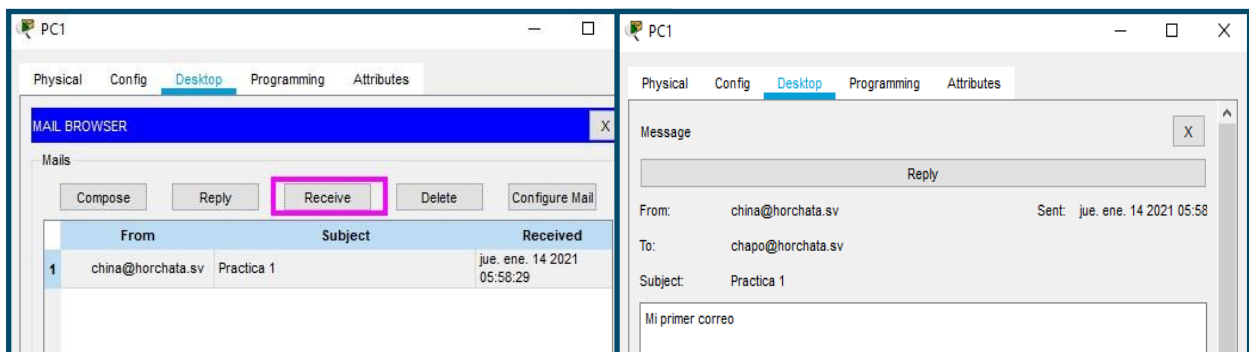 PC1
Physical Config Desktop Programming Attributes
MAIL BROWSER X
Mails
Compose Reply Receive Delete Configure Mail
From Subject Received
1 china@horchata.sv Practica 1 jue. ene. 14 2021
05:58:29
PC1
Physical Config Desktop Programming Attributes
Message X
Reply
From: china@horchata.sv Sent: jue. ene. 14 2021 05:58
To: chapo@horchata.sv
Subject: Practica 1
Mi primer correo